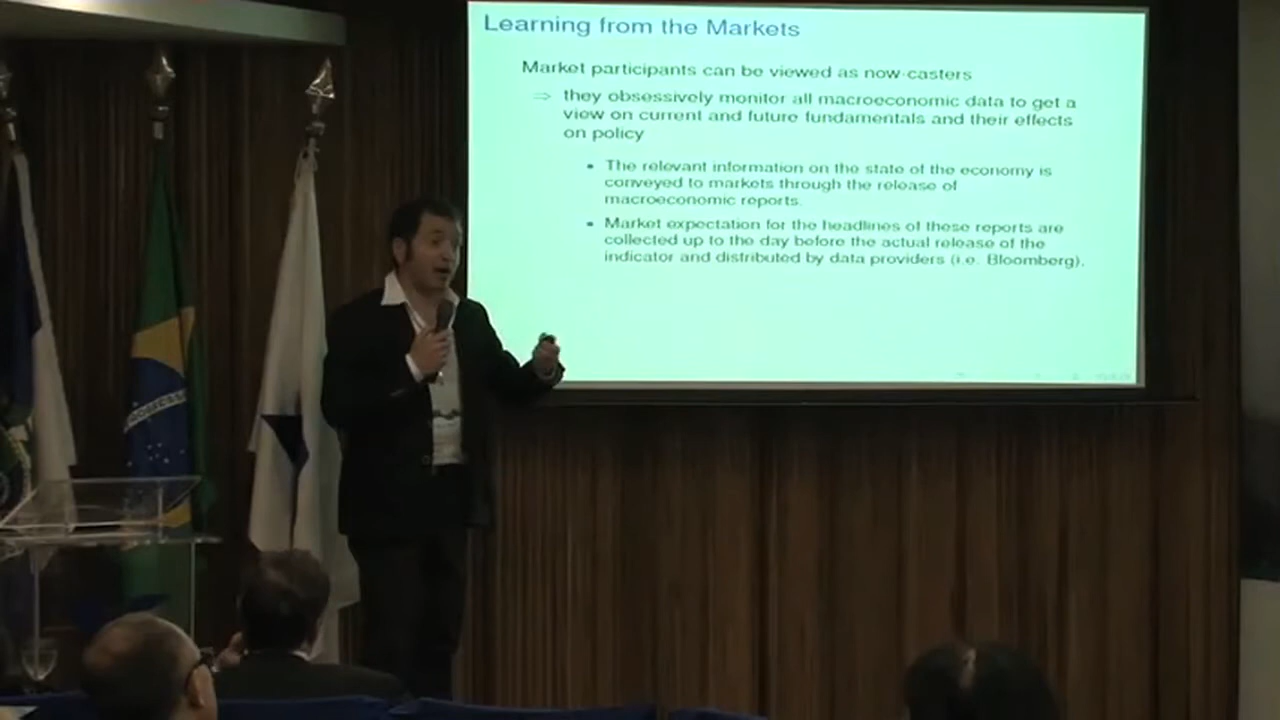 Learning from the Markets
Market participants can be viewed as now-casters
⇒ they obsessively monitor all macroeconomic data to get a
view on current and future fundamentals and their effects
on policy
• The relevant information on the state of the economy is
conveyed to markets through the release of
macroeconomic reports.
• Market expectation for the headlines of these reports are
collected up to the day before the actual release of the
indicator and distributed by data providers (i.e. Bloomberg).